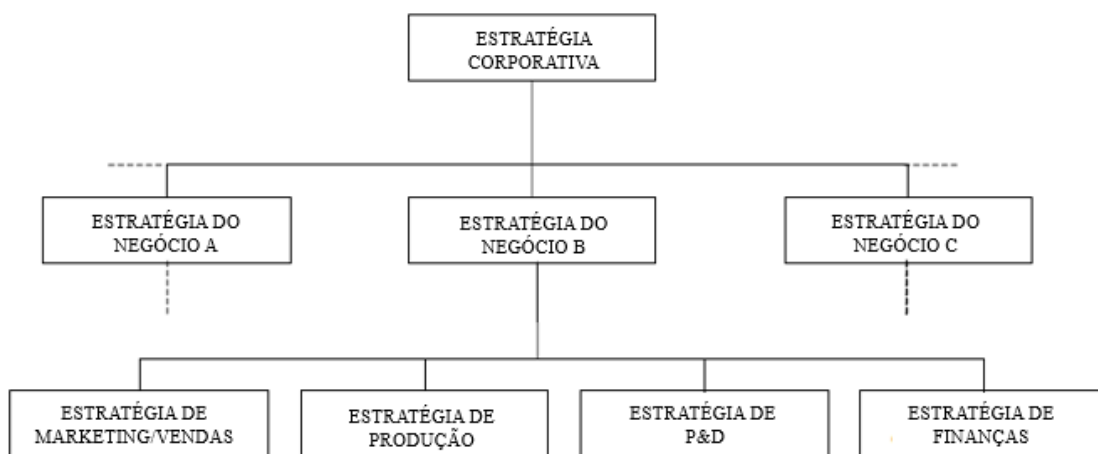 ESTRATÉGIA
CORPORATIVA
ESTRATÉGIA DO
NEGÓCIO A
ESTRATÉGIA DO
NEGÓCIO B
ESTRATÉGIA DO
NEGÓCIO C
ESTRATÉGIA DE
MARKETING/VENDAS
ESTRATÉGIA DE
PRODUÇÃO
ESTRATÉGIA DE
P&D
ESTRATÉGIA DE
FINANÇAS